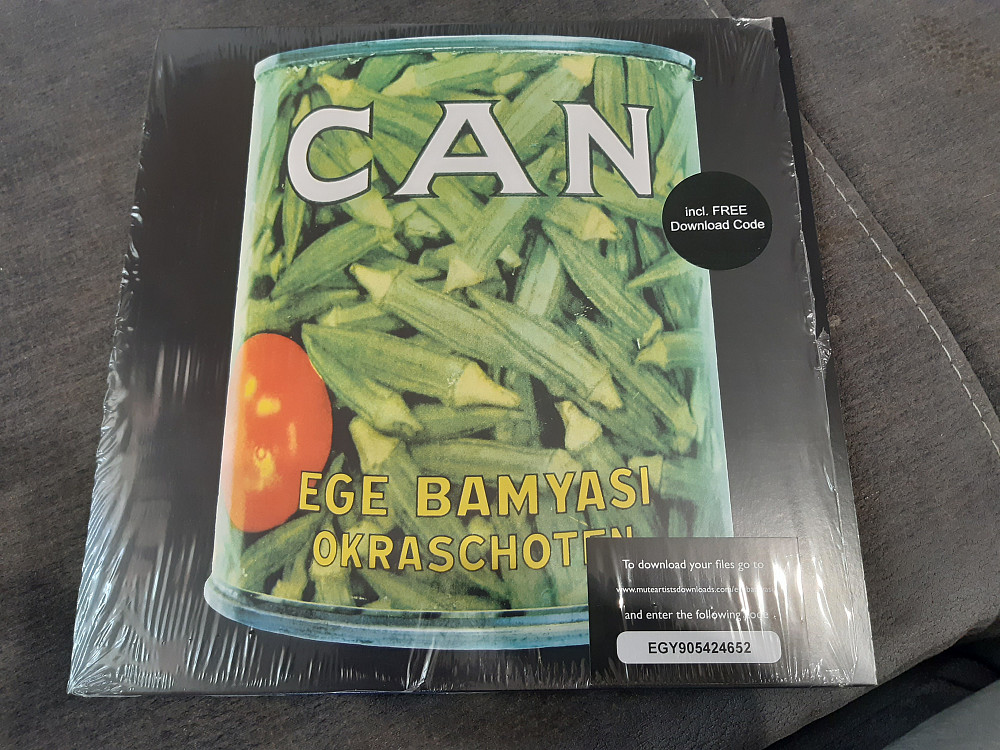 CAN
incl. FREE
Download Code
EGE BAMYASI
OKRASCHOTEN
To download your files go to
and enter the following code
EGY905424652